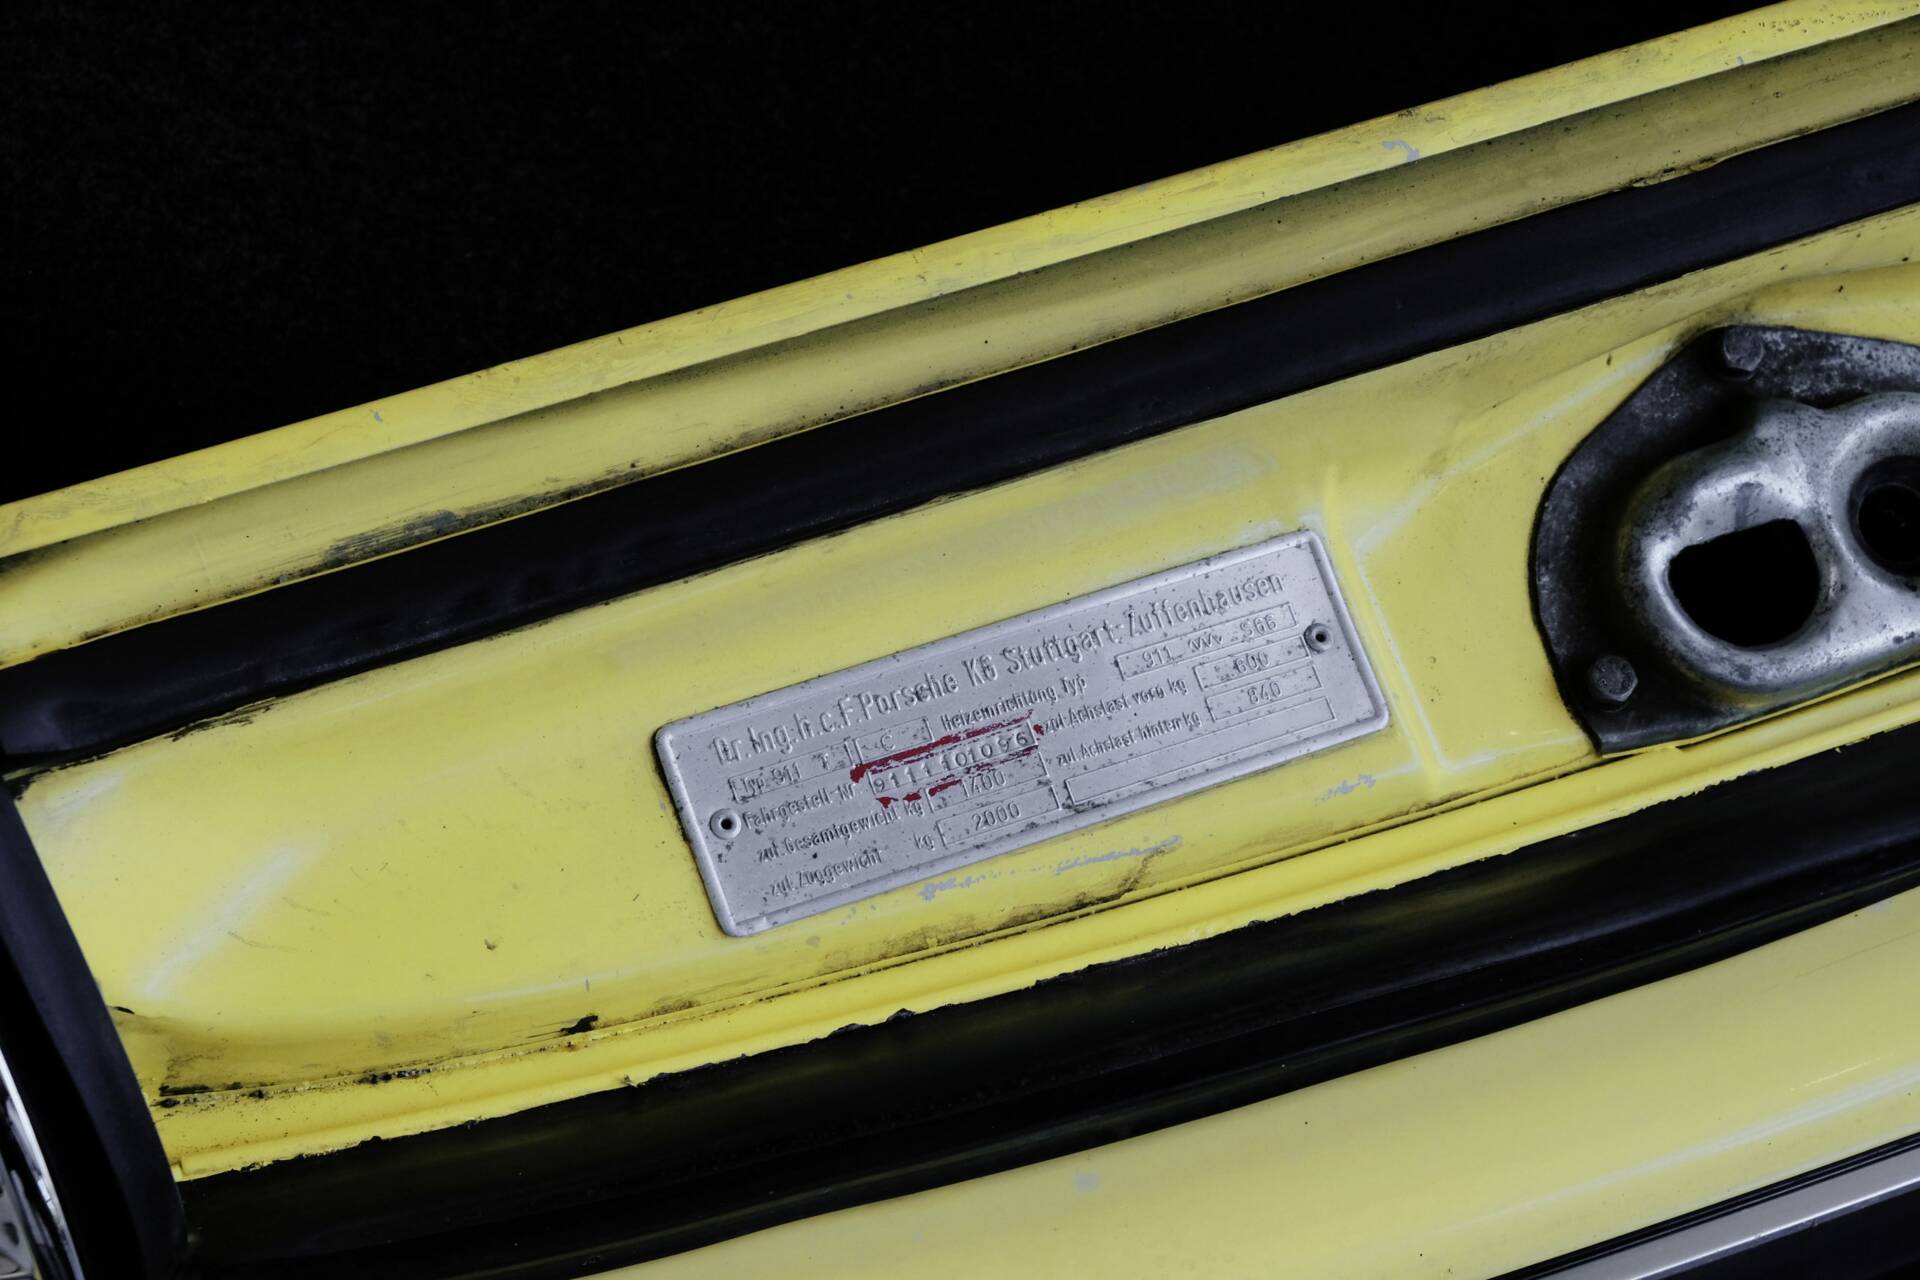 Dr. Ing. h. c. F. Porsche KG Stuttgart-Zuffenhausen
Typ 911 T C Heizeinrichtung Typ 911 S66
Fahrgestell-Nr 9111101096 zul. Achslast vorn kg 600
zul. Gesamtgewicht kg 1400 zul. Achslast hinten kg 840
zul. Zuggewicht kg 2000